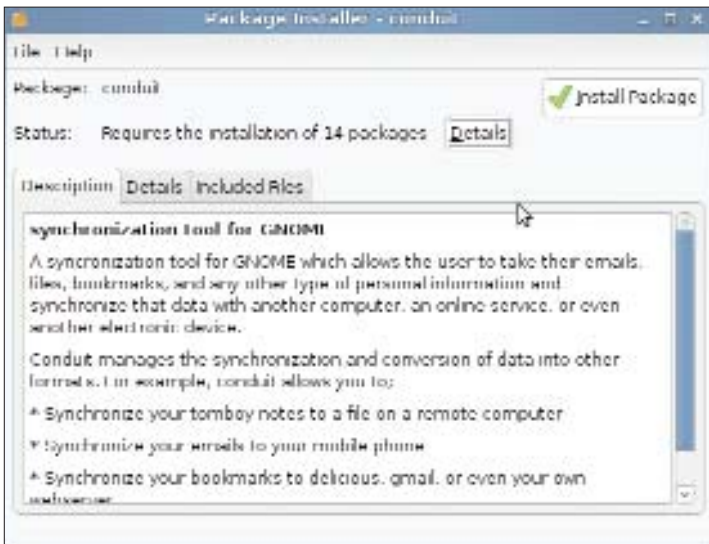 Package Installer - conduit
File Help
Package: conduit
Install Package
Status: Requires the installation of 14 packages Details
Description Details Included Files
synchronization tool for GNOME
A syncronization tool for GNOME which allows the user to take their emails,
files, bookmarks, and any other type of personal information and
synchronize that data with another computer, an online service, or even
another electronic device.
Conduit manages the synchronization and conversion of data into other
formats. For example, conduit allows you to;
* Synchronize your tomboy notes to a file on a remote computer
* Synchronize your emails to your mobile phone
* Synchronize your bookmarks to delicious, gmail, or even your own
webserver